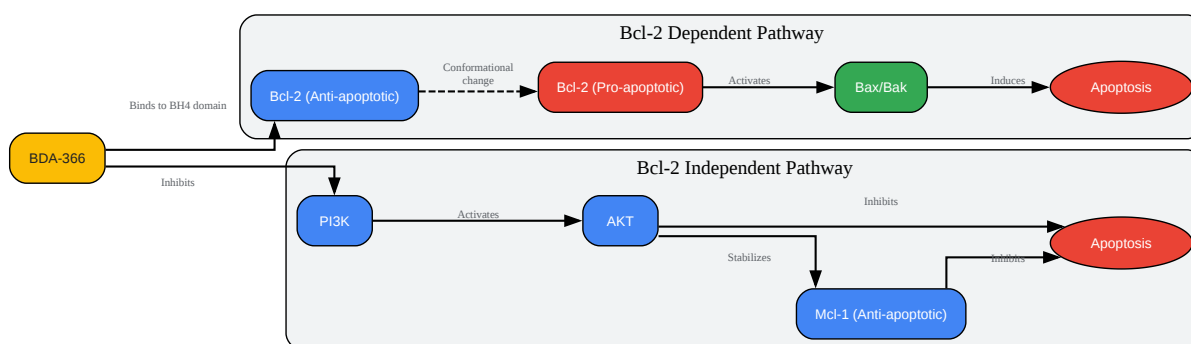 Bcl-2 Dependent Pathway
Conformational
change
Bcl-2 (Anti-apoptotic)
Bcl-2 (Pro-apoptotic)
Activates
Bax/Bak
Induces
Apoptosis
Binds to BH4 domain
BDA-366
Inhibits
Bcl-2 Independent Pathway
PI3K
Activates
AKT
Inhibits
Stabilizes
Apoptosis
Inhibits
Mcl-1 (Anti-apoptotic)